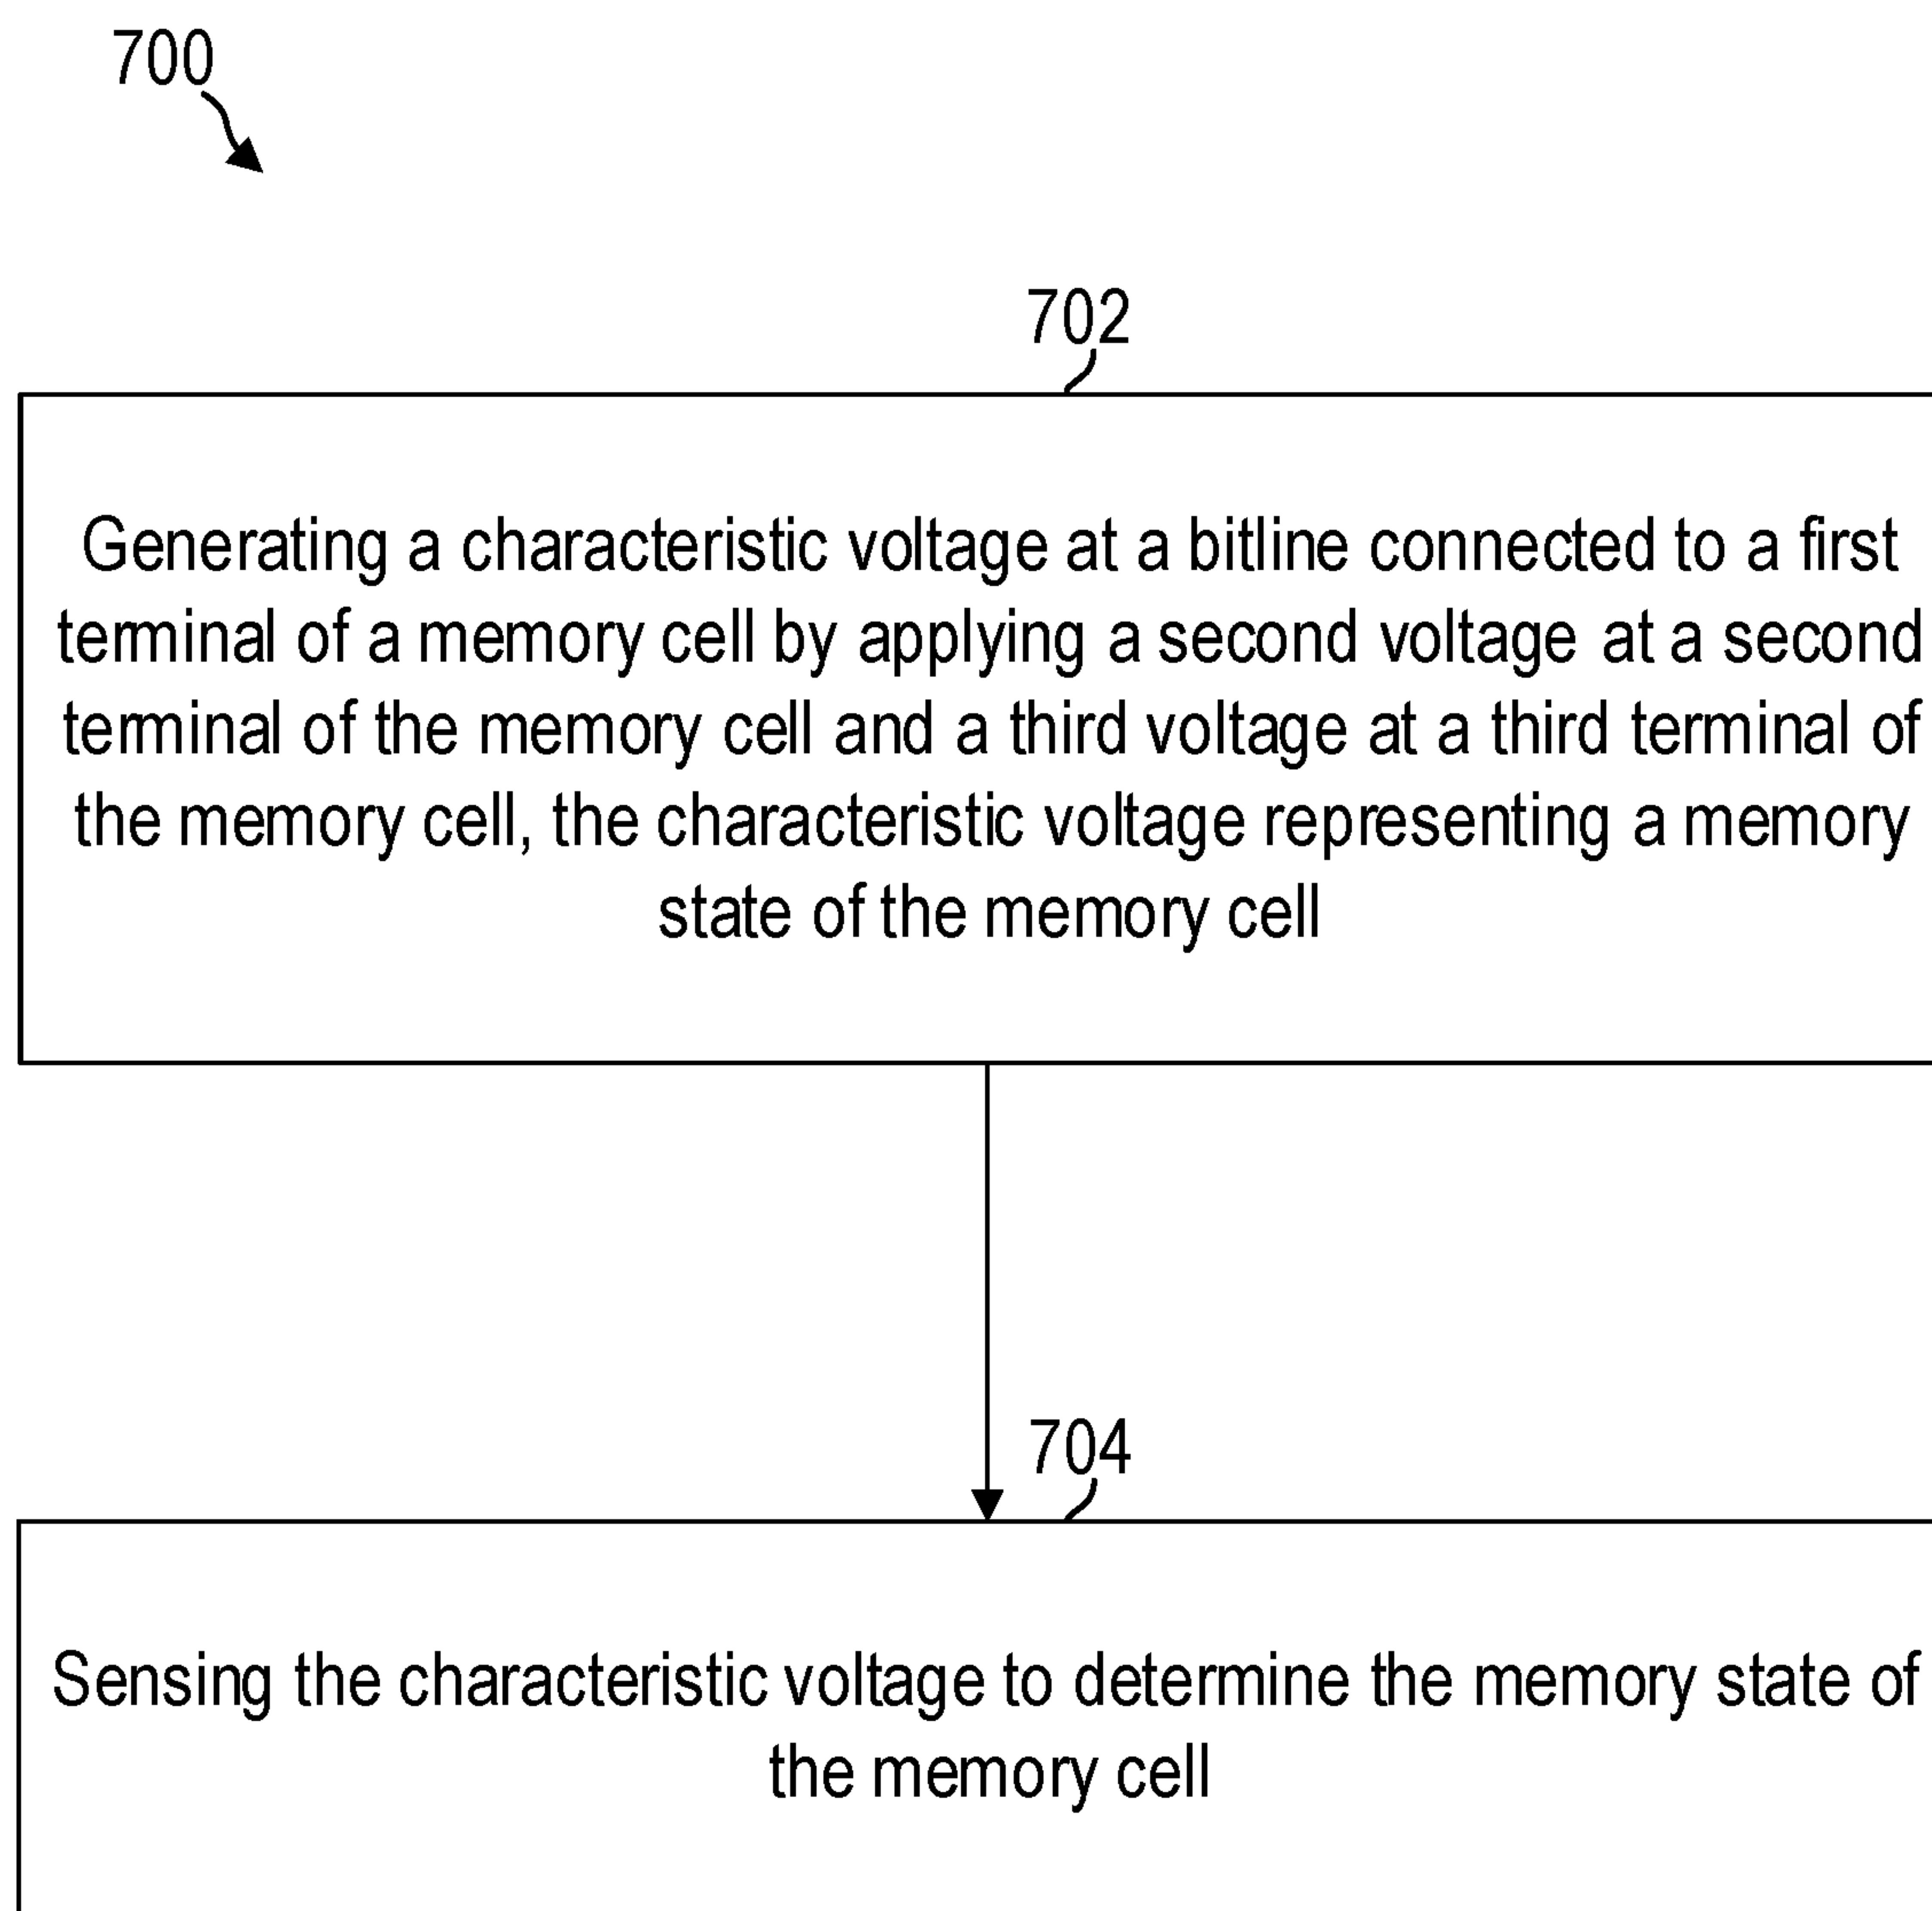 700
702
Generating a characteristic voltage at a bitline connected to a first
terminal of a memory cell by applying a second voltage at a second
terminal of the memory cell and a third voltage at a third terminal of
the memory cell, the characteristic voltage representing a memory
state of the memory cell
704
Sensing the characteristic voltage to determine the memory state of
the memory cell